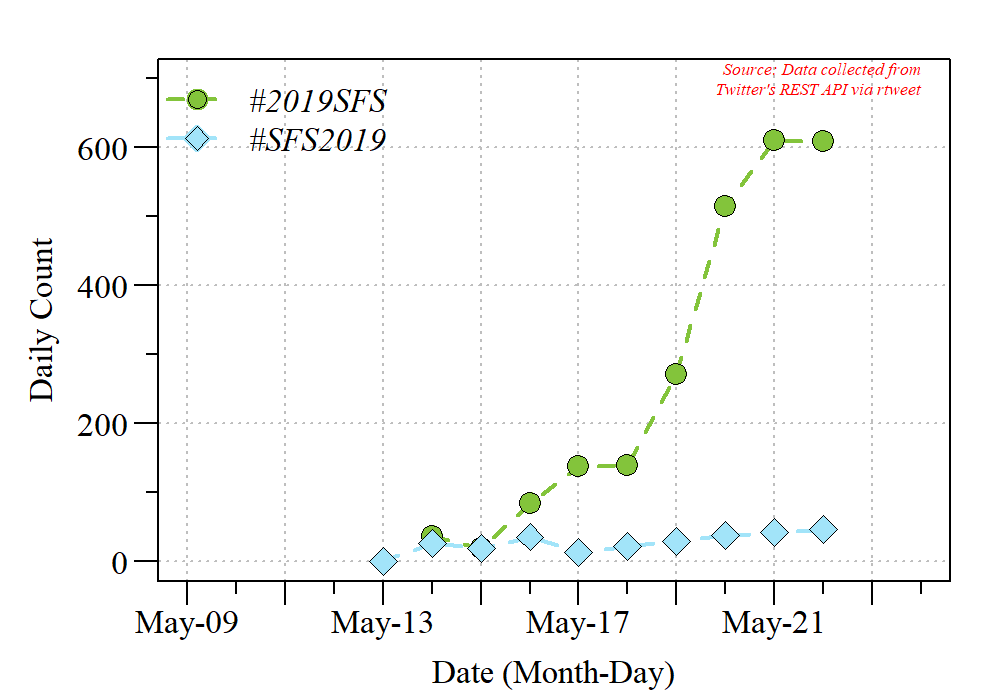 Source: Data collected from
Twitter's REST API via rtweet
#2019SFS
#SFS2019
600
400
200
0
Daily Count
May-09 May-13 May-17 May-21
Date (Month-Day)